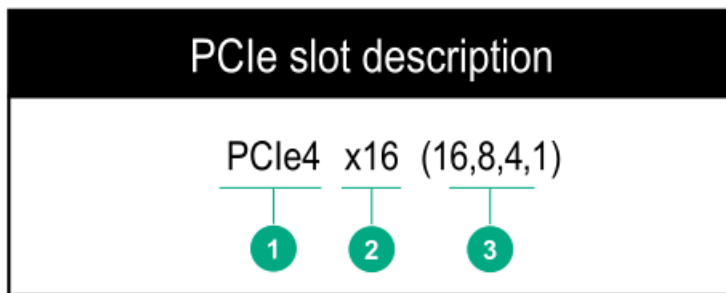 PCIe slot description
PCIe4 x16 (16,8,4,1)
1 2 3